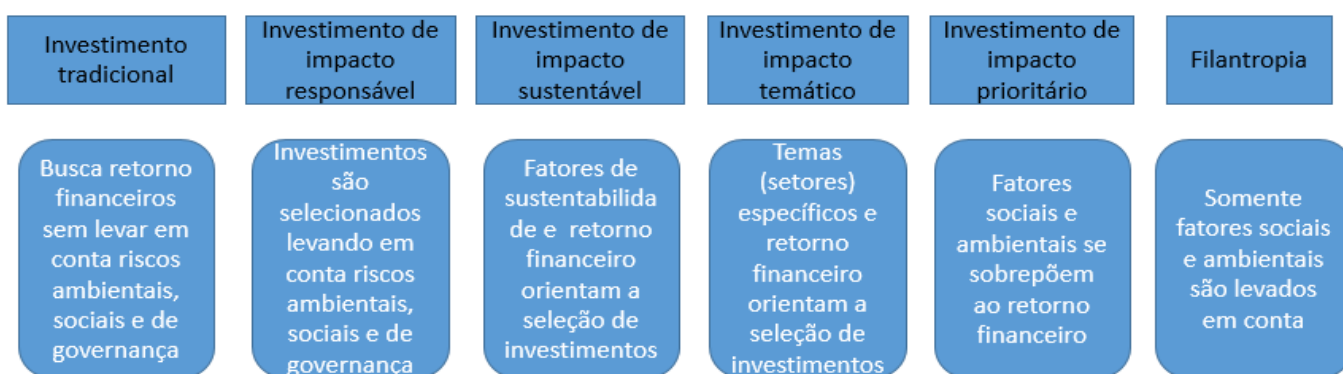 Investimento
tradicional
Investimento de
impacto
responsável
Investimento de
impacto
sustentável
Investimento de
impacto
temático
Investimento de
impacto
prioritário
Filantropia
Busca retorno
financeiros
sem levar em
conta riscos
ambientais,
sociais e de
governança
Investimentos
são
selecionados
levando em
conta riscos
ambientais,
sociais e de
governança
Fatores de
sustentabilida
de e retorno
financeiro
orientam a
seleção de
investimentos
Temas
(setores)
específicos e
retorno
financeiro
orientam a
seleção de
investimentos
Fatores
sociais e
ambientais se
sobrepõem
ao retorno
financeiro
Somente
fatores sociais
e ambientais
são levados
em conta